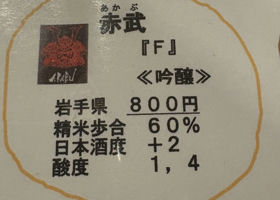 あかぶ
赤武
AKABU
『F』
≪吟醸≫
岩手県 800円
精米歩合 60%
日本酒度 +2
酸度 1,4